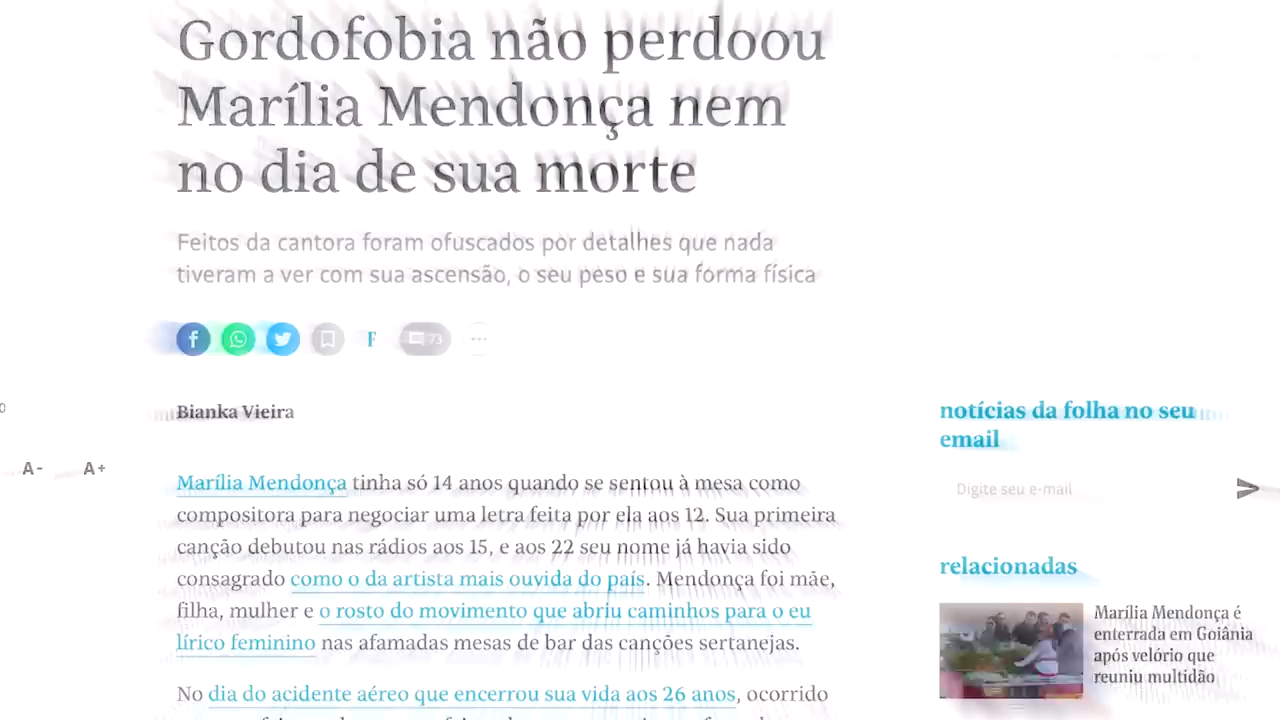 Gordofobia não perdoou
Marília Mendonça nem
no dia de sua morte
Feitos da cantora foram ofuscados por detalhes que nada
tiveram a ver com sua ascensão, o seu peso e sua forma física
F
73
Bianka Vieira
A-
A+
Marília Mendonça tinha só 14 anos quando se sentou à mesa como
compositora para negociar uma letra feita por ela aos 12. Sua primeira
canção debutou nas rádios aos 15, e aos 22 seu nome já havia sido
consagrado como o da artista mais ouvida do país. Mendonça foi mãe,
filha, mulher e o rosto do movimento que abriu caminhos para o eu
lírico feminino nas afamadas mesas de bar das canções sertanejas.
No dia do acidente aéreo que encerrou sua vida aos 26 anos, ocorrido
notícias da folha no seu
email
Digite seu e-mail
relacionadas
Marília Mendonça é
enterrada em Goiânia
após velório que
reuniu multidão